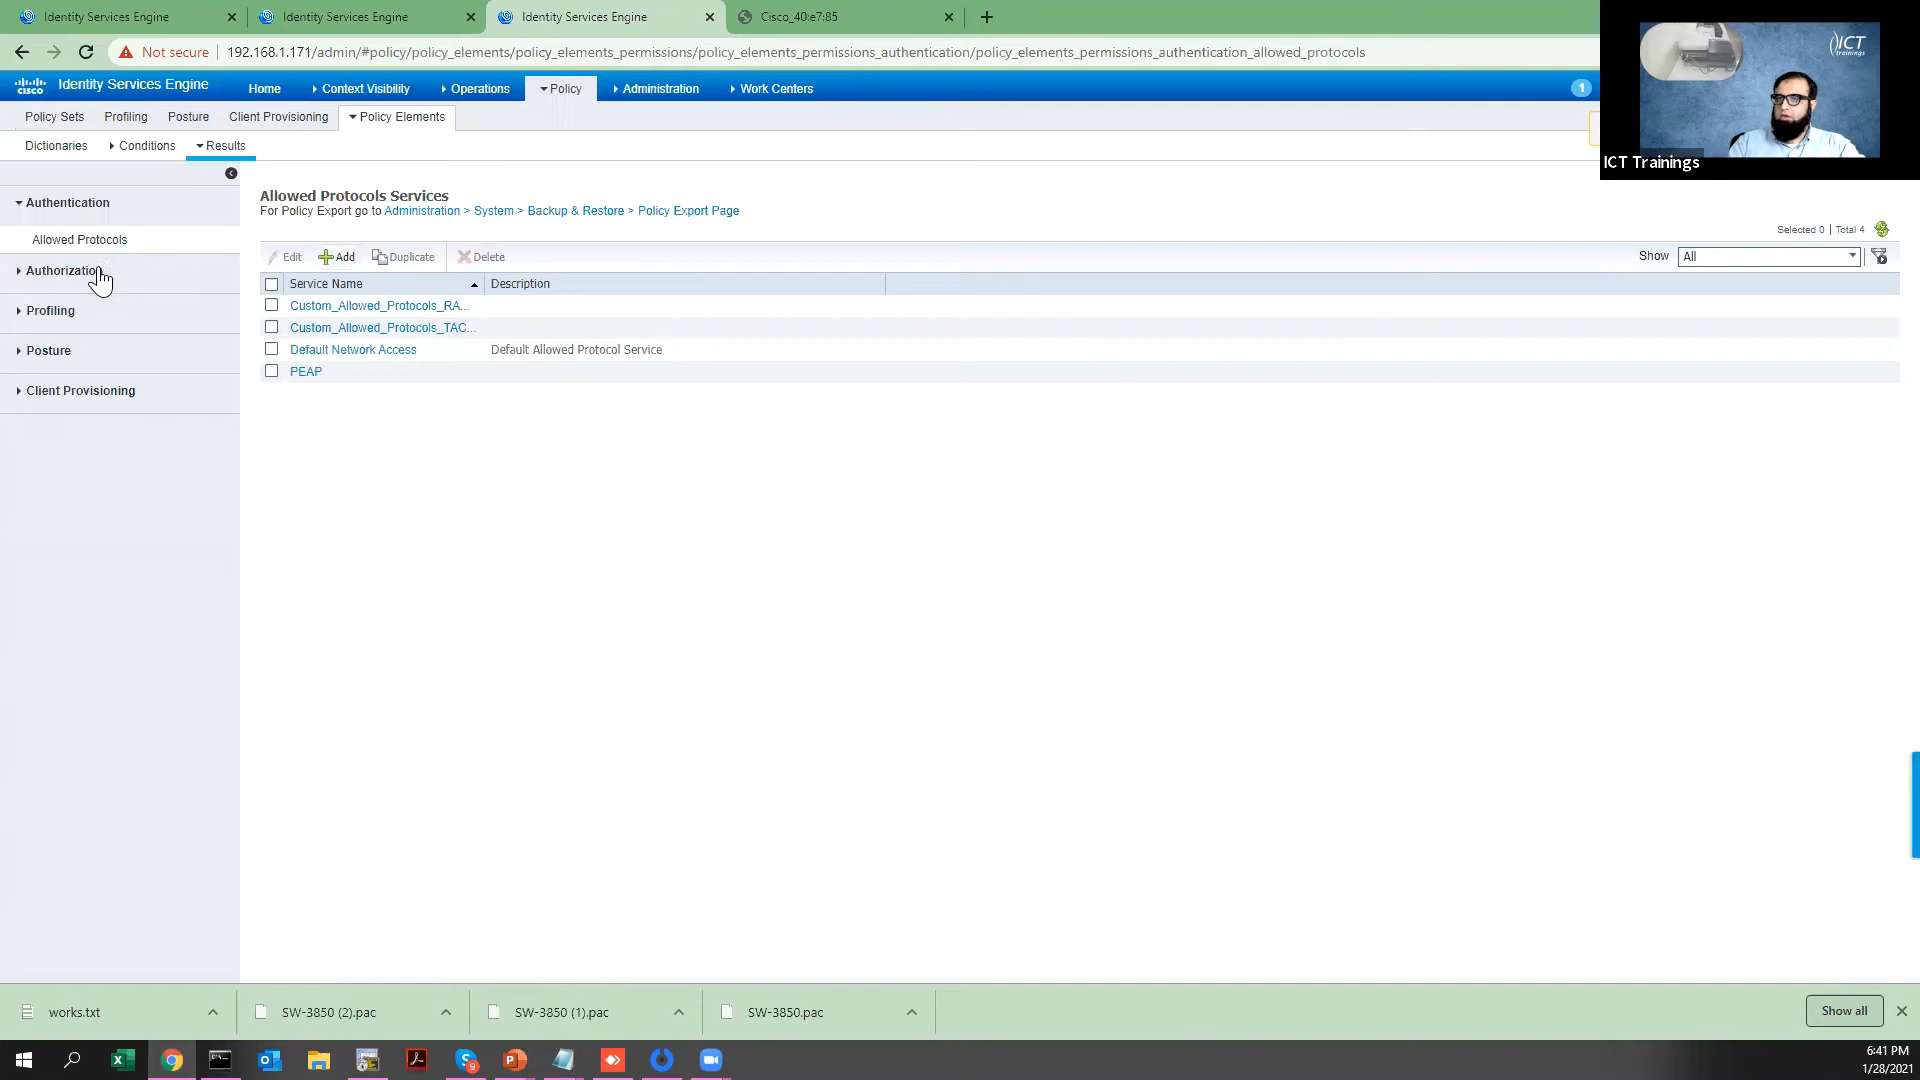 Identity Services Engine
Identity Services Engine
Identity Services Engine
Cisco_40:e7:85
Not secure
192.168.1.171/admin/#policy/policy_elements/policy_elements_permissions/policy_elements_permissions_authentication/policy_elements_permissions_authentication_allowed_protocols
CISCO
Identity Services Engine
Home
Context Visibility
Operations
Policy
Administration
Work Centers
1
Policy Sets
Profiling
Posture
Client Provisioning
Policy Elements
Dictionaries
Conditions
Results
ICT
trainings
ICT Trainings
Authentication
Allowed Protocols
Authorization
Profiling
Posture
Client Provisioning
Allowed Protocols Services
For Policy Export go to Administration > System > Backup & Restore > Policy Export Page
Selected 0 | Total 4
Edit
Add
Duplicate
Delete
Show
All
Service Name
Description
Custom_Allowed_Protocols_RA...
Custom_Allowed_Protocols_TAC...
Default Network Access
Default Allowed Protocol Service
PEAP
works.txt
SW-3850 (2).pac
SW-3850 (1).pac
SW-3850.pac
Show all
9
6:41 PM
1/28/2021